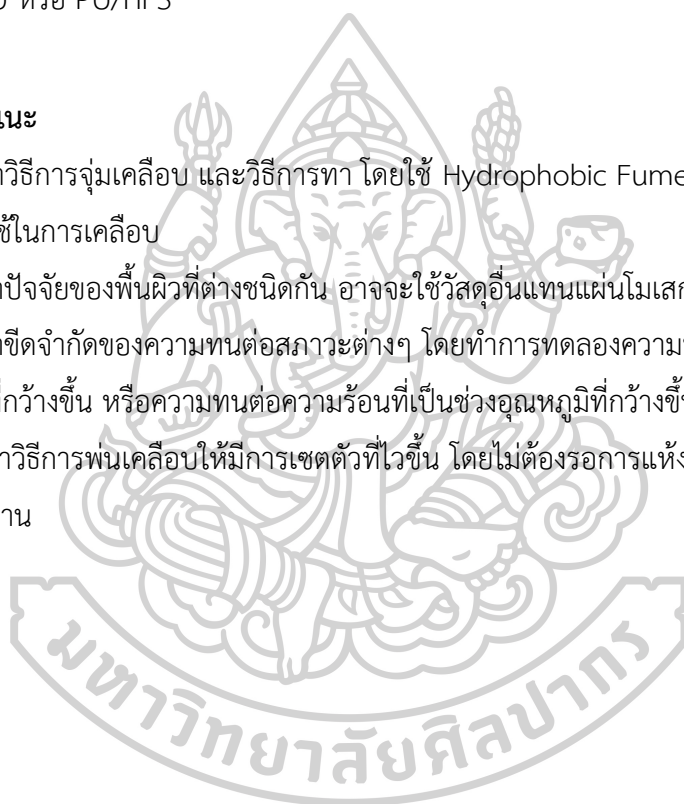 หรือ PU/HFS
แนะ
วิธีการจุ่มเคลือบ และวิธีการทา โดยใช้ Hydrophobic Fume
ใช้ในการเคลือบ
ปัจจัยของพื้นผิวที่ต่างชนิดกัน อาจจะใช้วัสดุอื่นแทนแผ่นโมเสก
ขีดจำกัดของความทนต่อสภาวะต่างๆ โดยทำการทดลองความ
ที่กว้างขึ้น หรือความทนต่อความร้อนที่เป็นช่วงอุณหภูมิที่กว้างขึ้น
วิธีการพ่นเคลือบให้มีการเซตตัวที่ไวขึ้น โดยไม่ต้องรอการแห้ง
าน
มหาวิทยาลัยศิลปากร